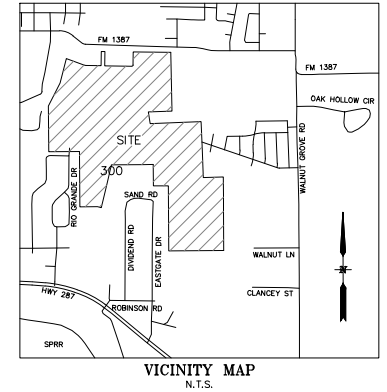 FM 1387
FM 1387
OAK HOLLOW CIR
SITE
WALNUT GROVE RD
300
RIO GRANDE DR
SAND RD
DIVIDEND RD
EASTGATE DR
WALNUT LN
N
CLANCEY ST
HWY 287
ROBINSON RD
SPRR
VICINITY MAP
N.T.S.